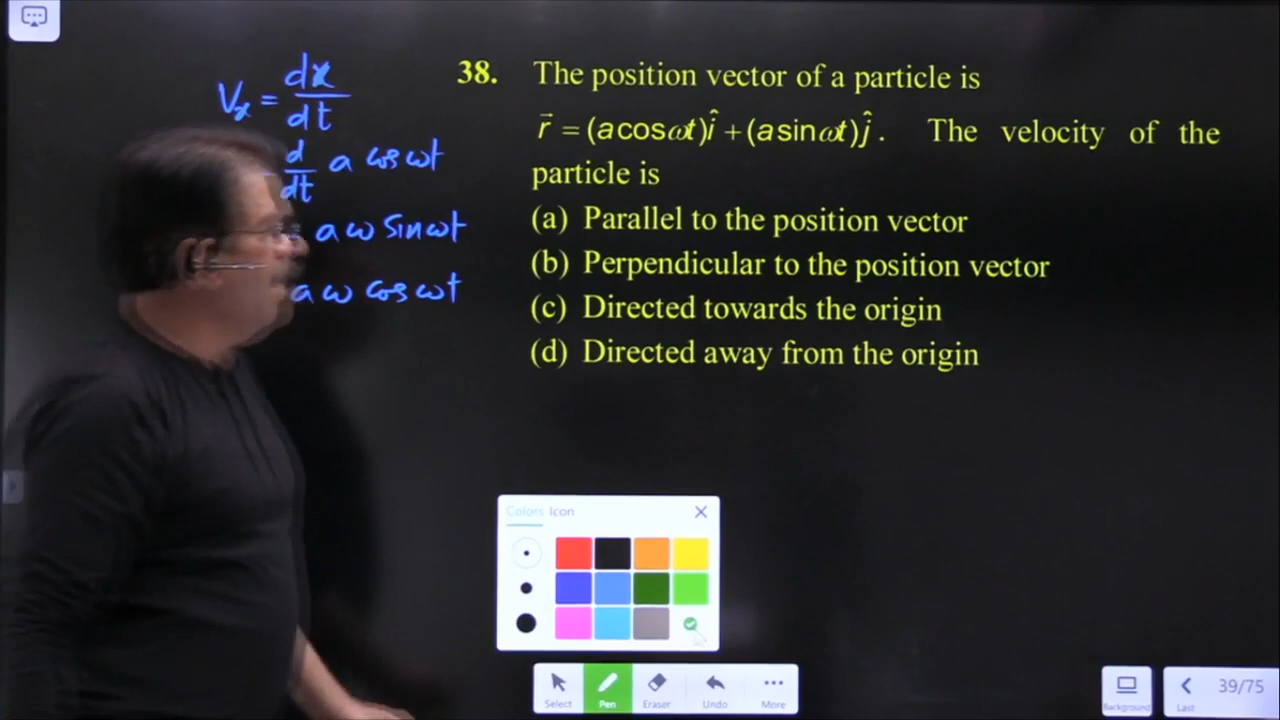 Vx = dx/dt
d/dt a cos ωt
a ω Sin ωt
a ω cos ωt
38. The position vector of a particle is
r⃗ = (a cos ωt)î + (a sin ωt)ĵ. The velocity of the
particle is
(a) Parallel to the position vector
(b) Perpendicular to the position vector
(c) Directed towards the origin
(d) Directed away from the origin
Colors Icon
Select Pen Eraser Undo More
Background
Last 39/75